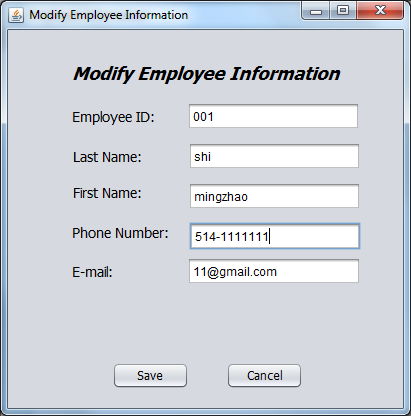 Modify Employee Information
Modify Employee Information
Employee ID: 001
Last Name: shi
First Name: mingzhao
Phone Number: 514-1111111
E-mail: 11@gmail.com
Save Cancel